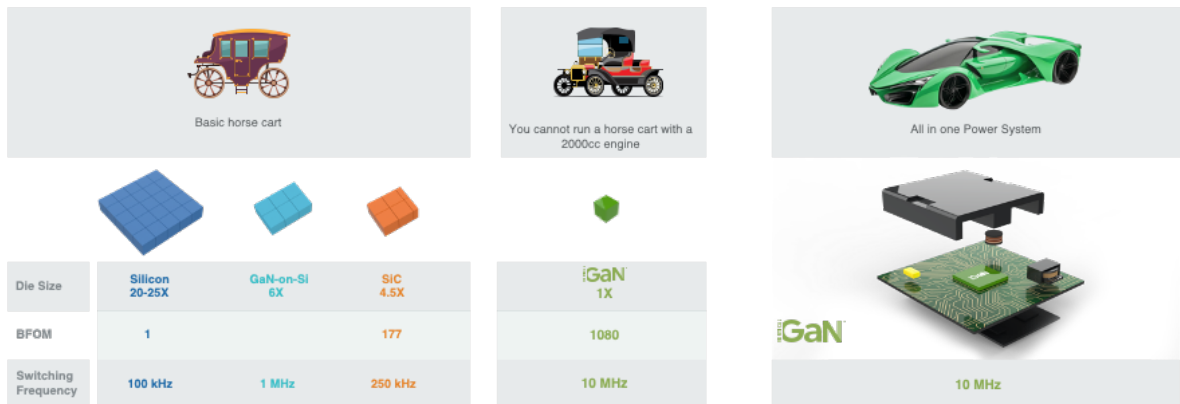 Basic horse cart
You cannot run a horse cart with a
2000cc engine
All in one Power System
Die Size
Silicon
20-25X
GaN-on-Si
6X
SiC
4.5X
GaN
1X
BFOM
1
177
1080
GaN
Switching
Frequency
100 kHz
1 MHz
250 kHz
10 MHz
10 MHz